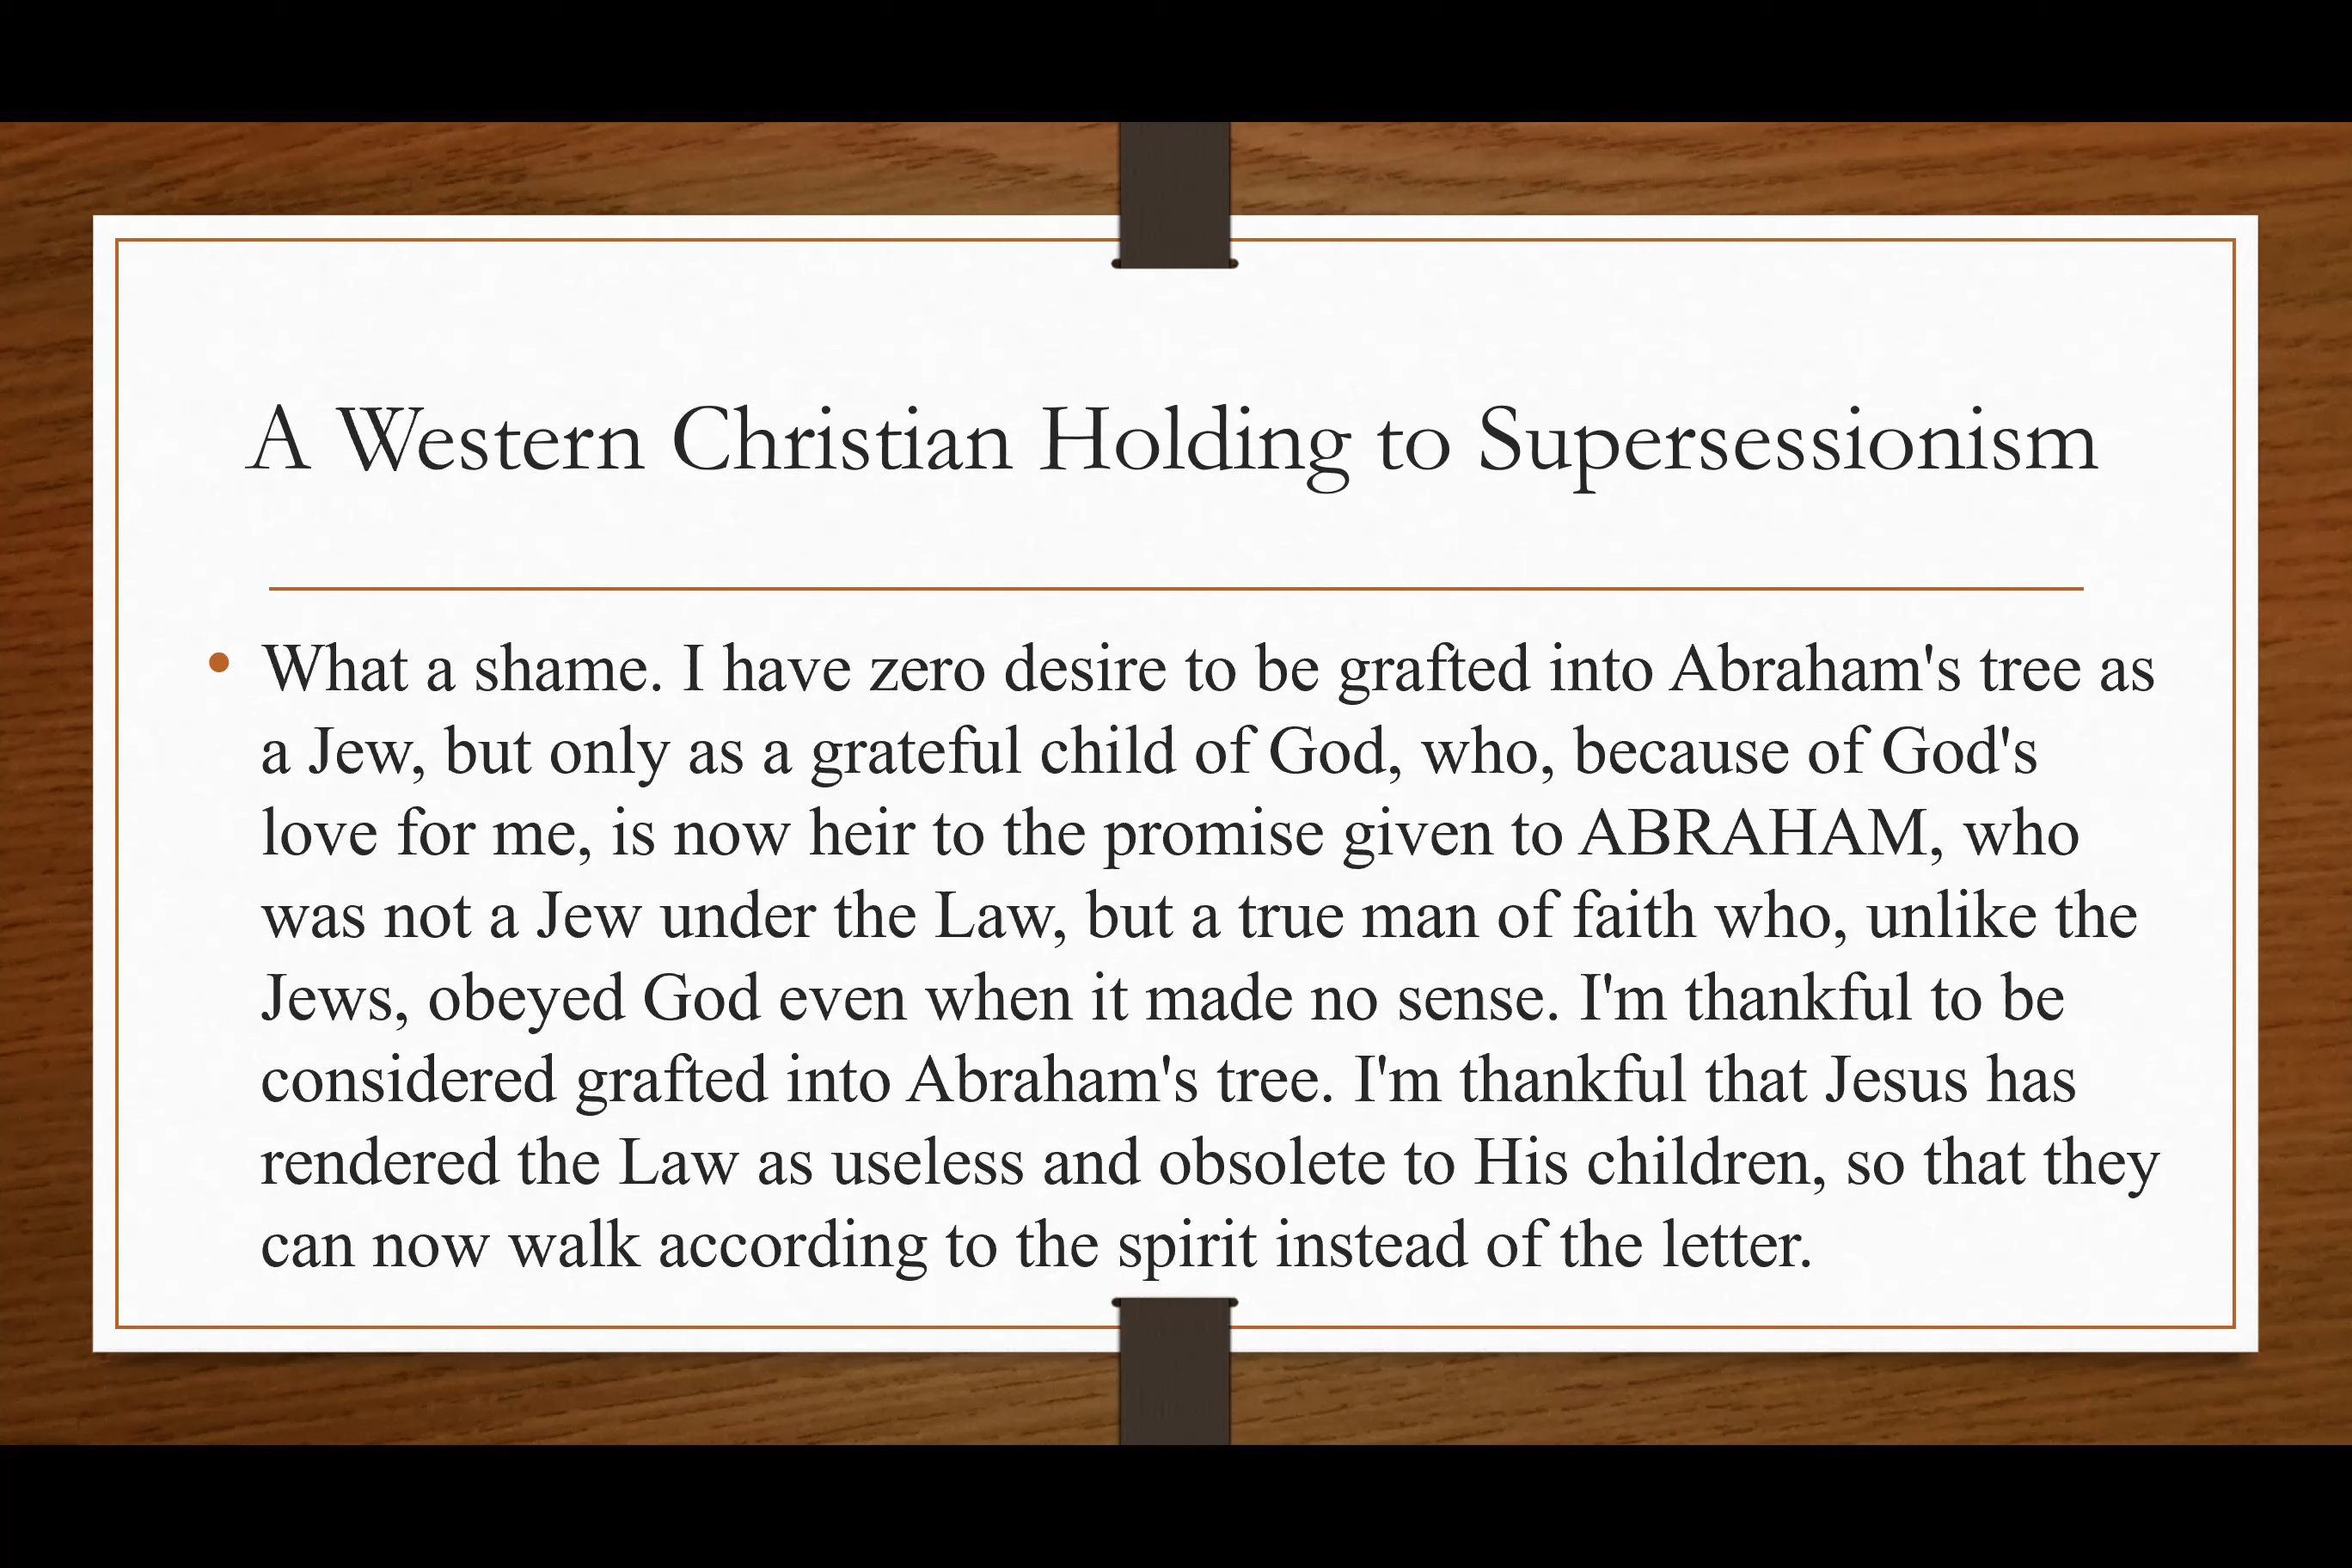 A Western Christian Holding to Supersessionism
• What a shame. I have zero desire to be grafted into Abraham's tree as
a Jew, but only as a grateful child of God, who, because of God's
love for me, is now heir to the promise given to ABRAHAM, who
was not a Jew under the Law, but a true man of faith who, unlike the
Jews, obeyed God even when it made no sense. I'm thankful to be
considered grafted into Abraham's tree. I'm thankful that Jesus has
rendered the Law as useless and obsolete to His children, so that they
can now walk according to the spirit instead of the letter.